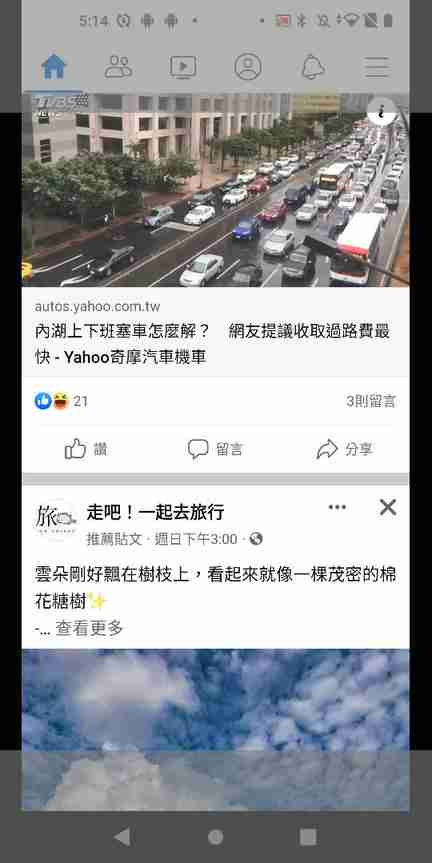 5:14
TVBS
NEWS
i
autos.yahoo.com.tw
內湖上下班塞車怎麼解？ 網友提議收取過路費最
快 - Yahoo奇摩汽車機車
21
3則留言
讚
留言
分享
旅
走吧！一起去旅行
推薦貼文 · 週日下午3:00 ·
雲朵剛好飄在樹枝上，看起來就像一棵茂密的棉
花糖樹✨
-... 查看更多